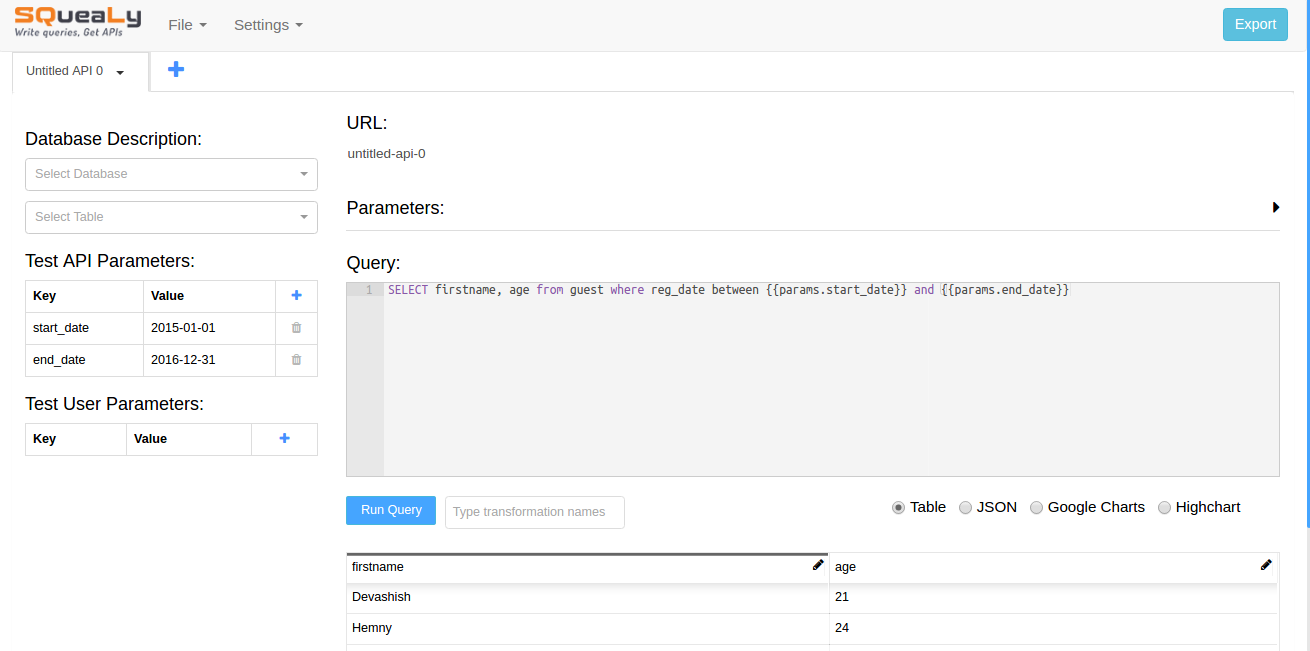 SQueaLy
Write queries, Get APIs
File
Settings
Export
Untitled API 0
Database Description:
Select Database
Select Table
Test API Parameters:
Key Value
start_date 2015-01-01
end_date 2016-12-31
Test User Parameters:
Key Value
URL:
untitled-api-0
Parameters:
Query:
1 SELECT firstname, age from guest where reg_date between {{params.start_date}} and {{params.end_date}}
Run Query
Type transformation names
Table JSON Google Charts Highchart
firstname age
Devashish 21
Hemny 24